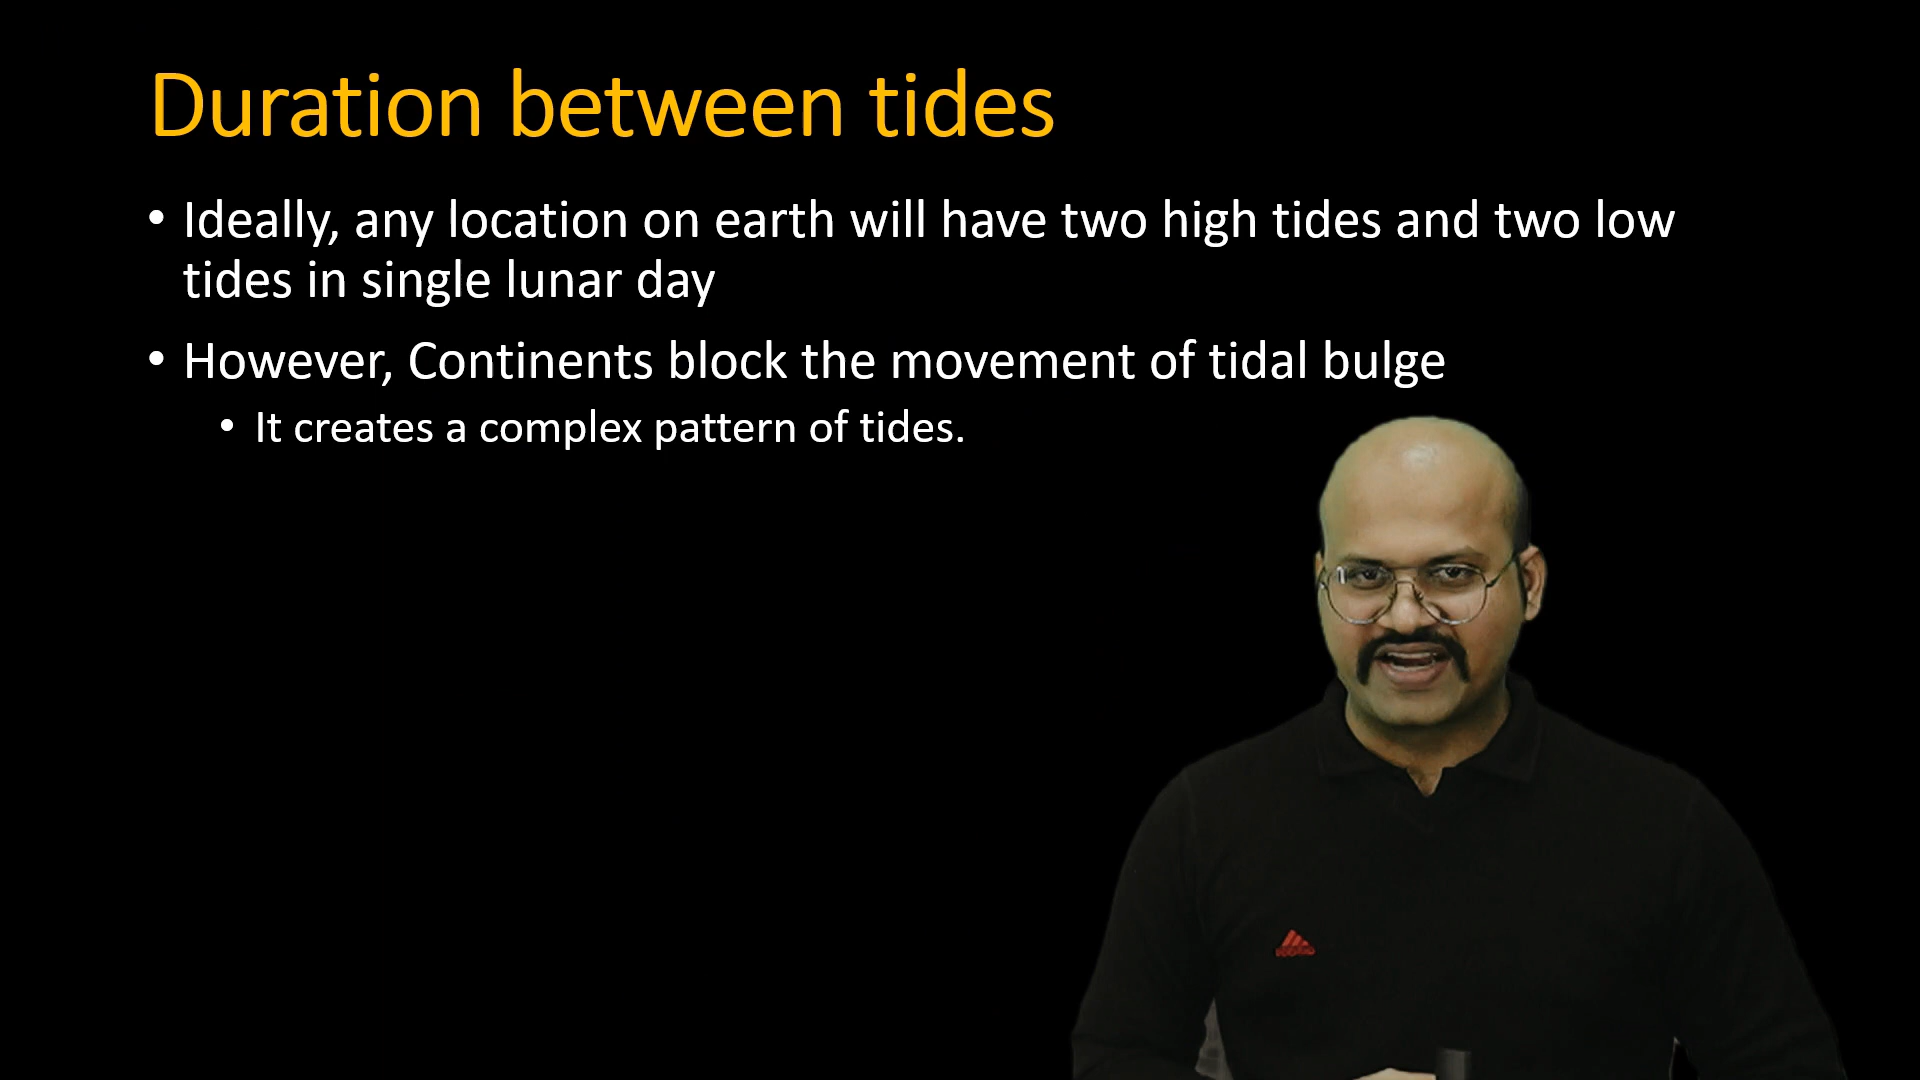 Duration between tides
• Ideally, any location on earth will have two high tides and two low
tides in single lunar day
• However, Continents block the movement of tidal bulge
• It creates a complex pattern of tides.